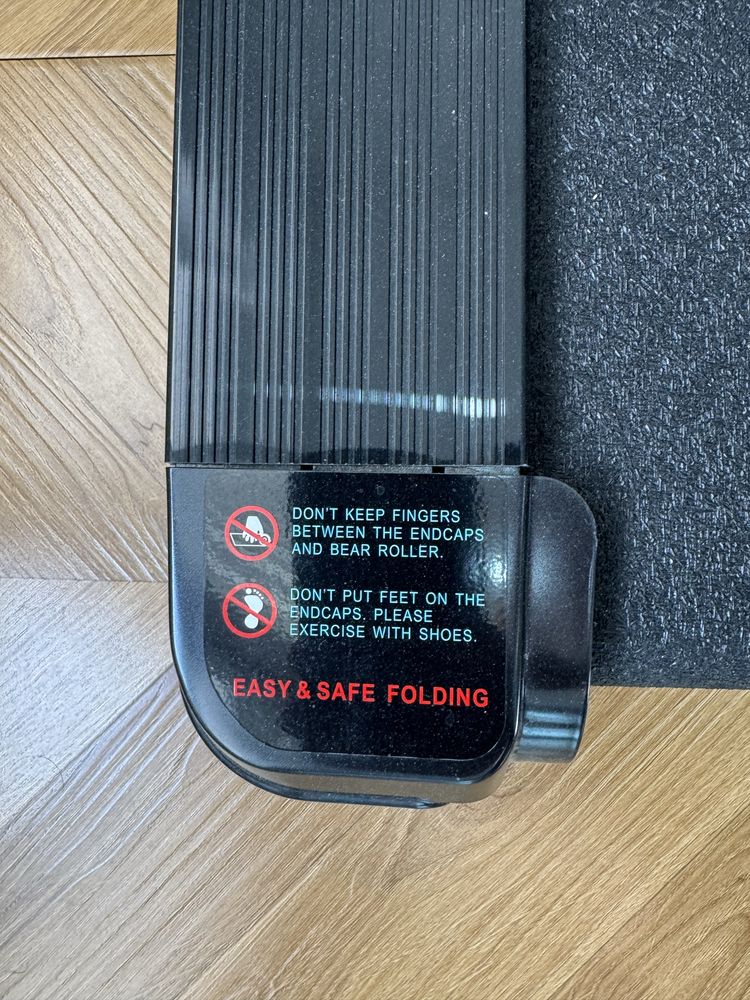 DON'T KEEP FINGERS
BETWEEN THE ENDCAPS
AND BEAR ROLLER.
DON'T PUT FEET ON THE
ENDCAPS. PLEASE
EXERCISE WITH SHOES.
EASY & SAFE FOLDING